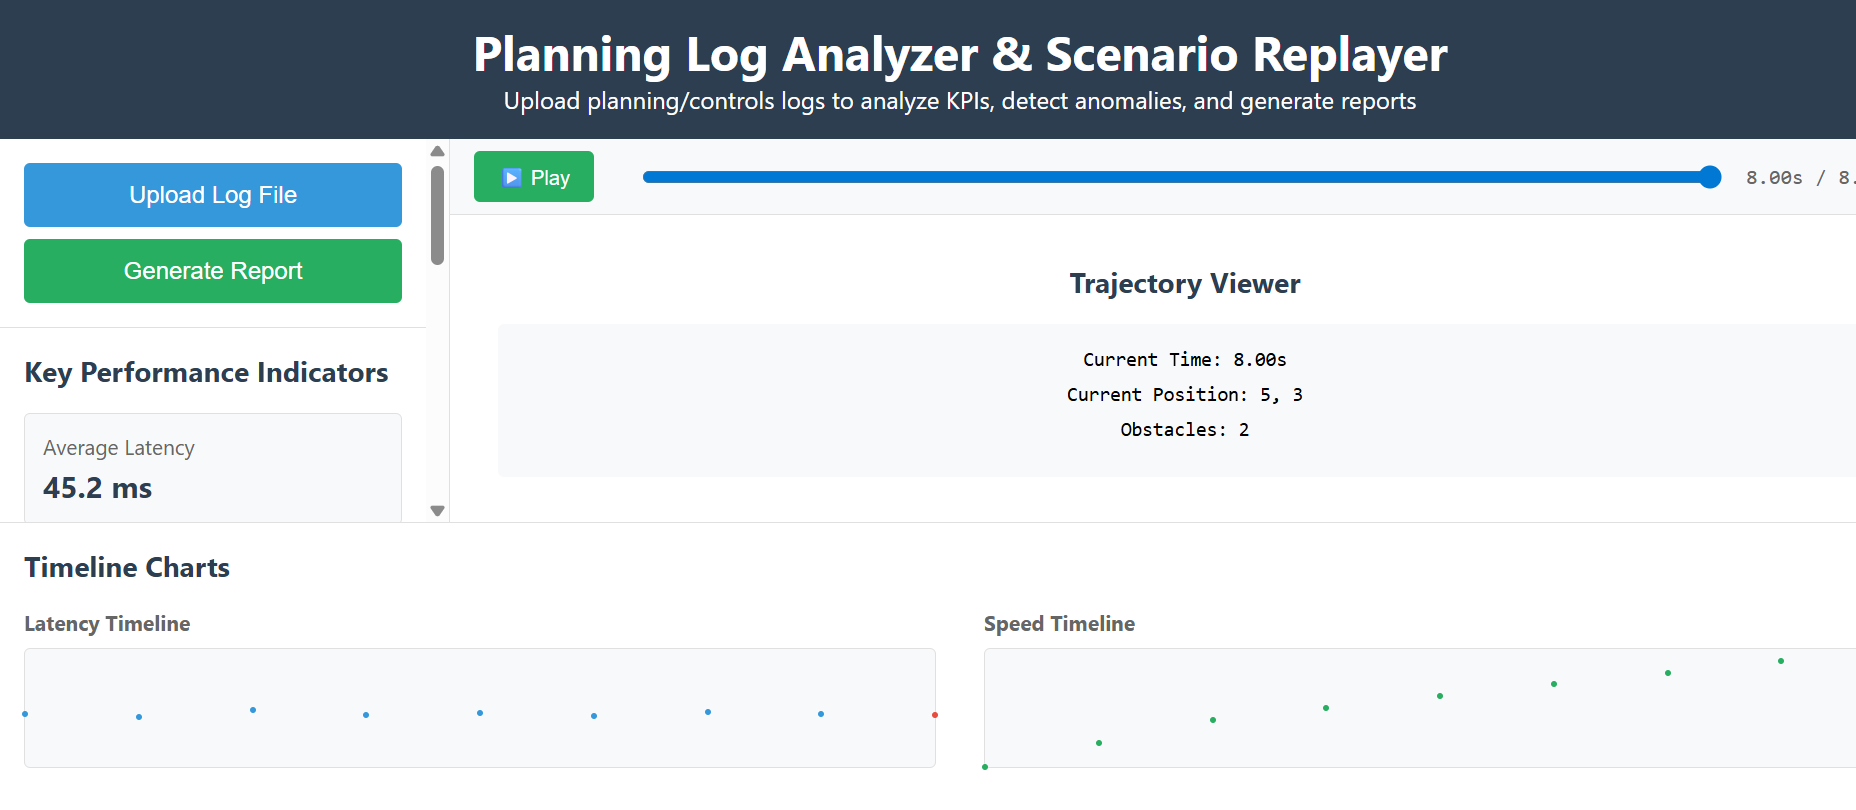 Planning Log Analyzer & Scenario Replayer
Upload planning/controls logs to analyze KPIs, detect anomalies, and generate reports
Upload Log File
Generate Report
Key Performance Indicators
Average Latency
45.2 ms
Play
8.00s / 8.
Trajectory Viewer
Current Time: 8.00s
Current Position: 5, 3
Obstacles: 2
Timeline Charts
Latency Timeline
Speed Timeline